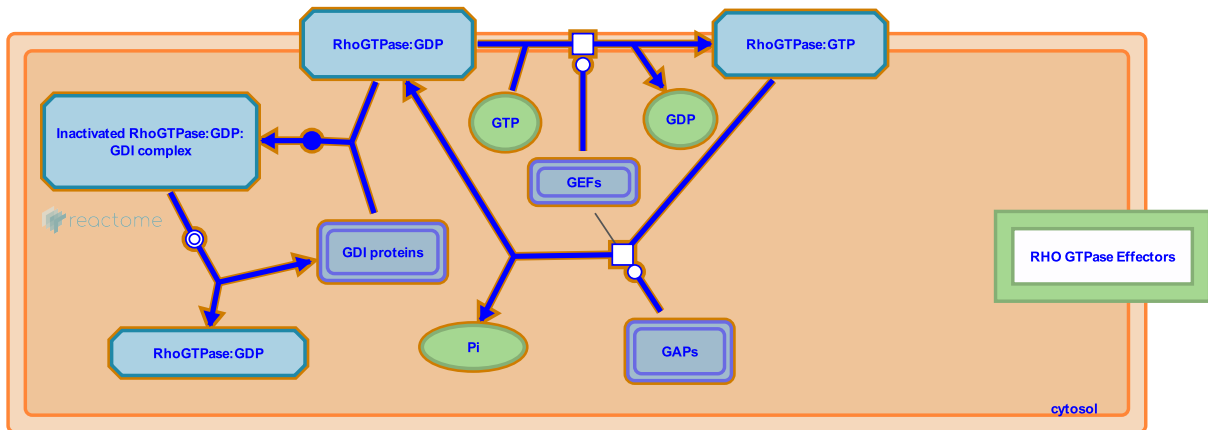 RhoGTPase:GDP
RhoGTPase:GTP
Inactivated RhoGTPase:GDP:
GDI complex
GTP
GDP
GEFs
reactome
GDI proteins
RHO GTPase Effectors
RhoGTPase:GDP
Pi
GAPs
cytosol